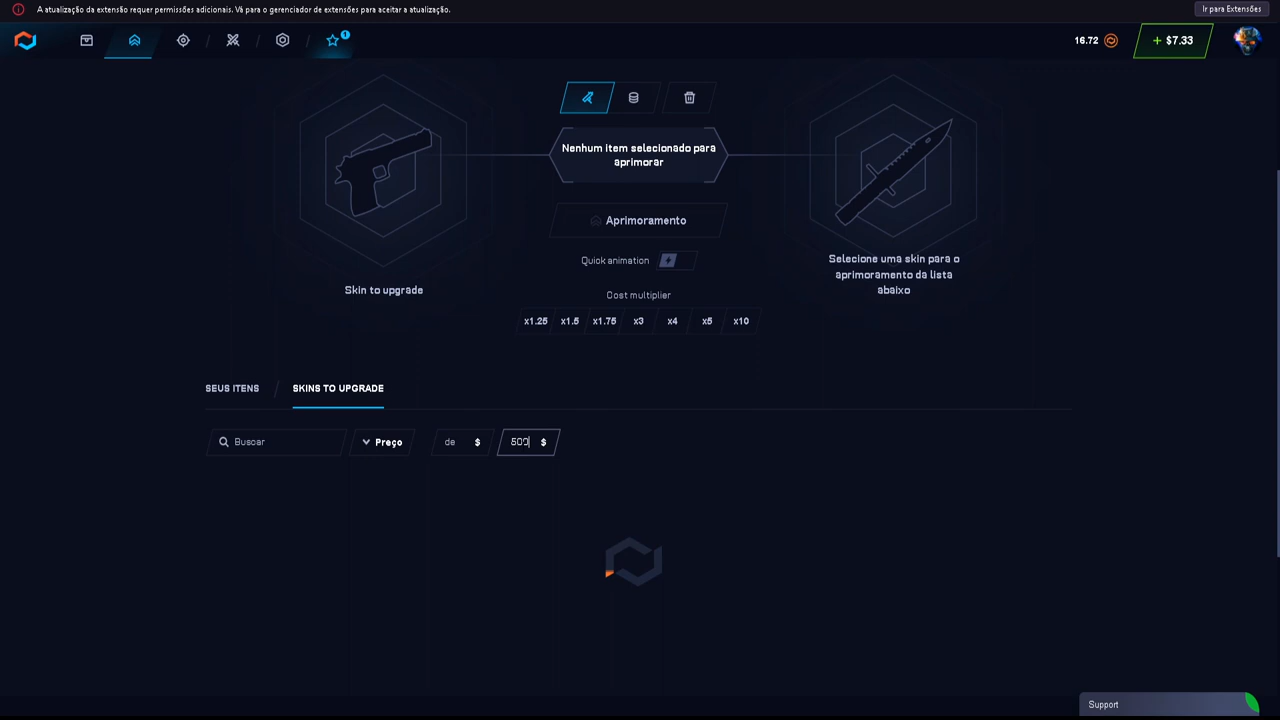 A atualização da extensão requer permissões adicionais. Vá para o gerenciador de extensões para aceitar a atualização.
Ir para Extensões
1
16.72
+ $7.33
Nenhum item selecionado para
aprimorar
Aprimoramento
Quick animation
Cost multiplier
x1.25 x1.5 x1.75 x3 x4 x5 x10
Skin to upgrade
Selecione uma skin para o
aprimoramento da lista
abaixo
SEUS ITENS / SKINS TO UPGRADE
Buscar
Preço
de $
500 $
Support